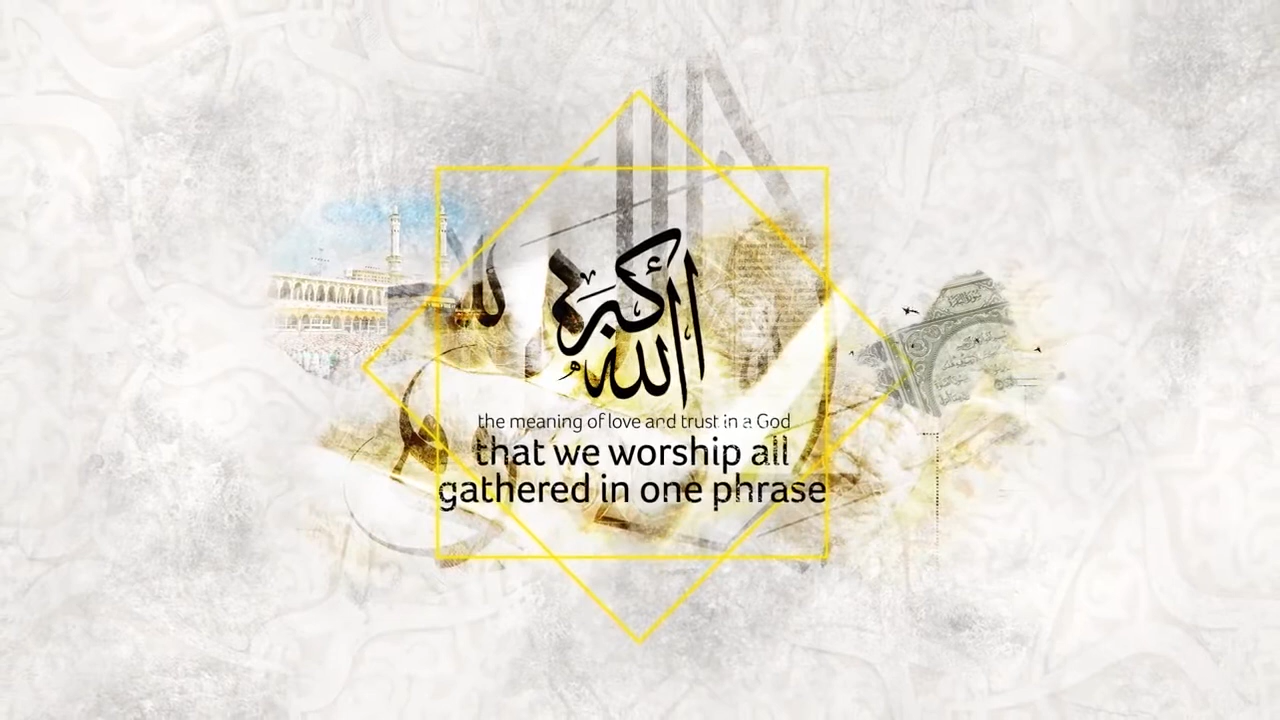 الله أكبر
the meaning of love and trust in a God
that we worship all
gathered in one phrase